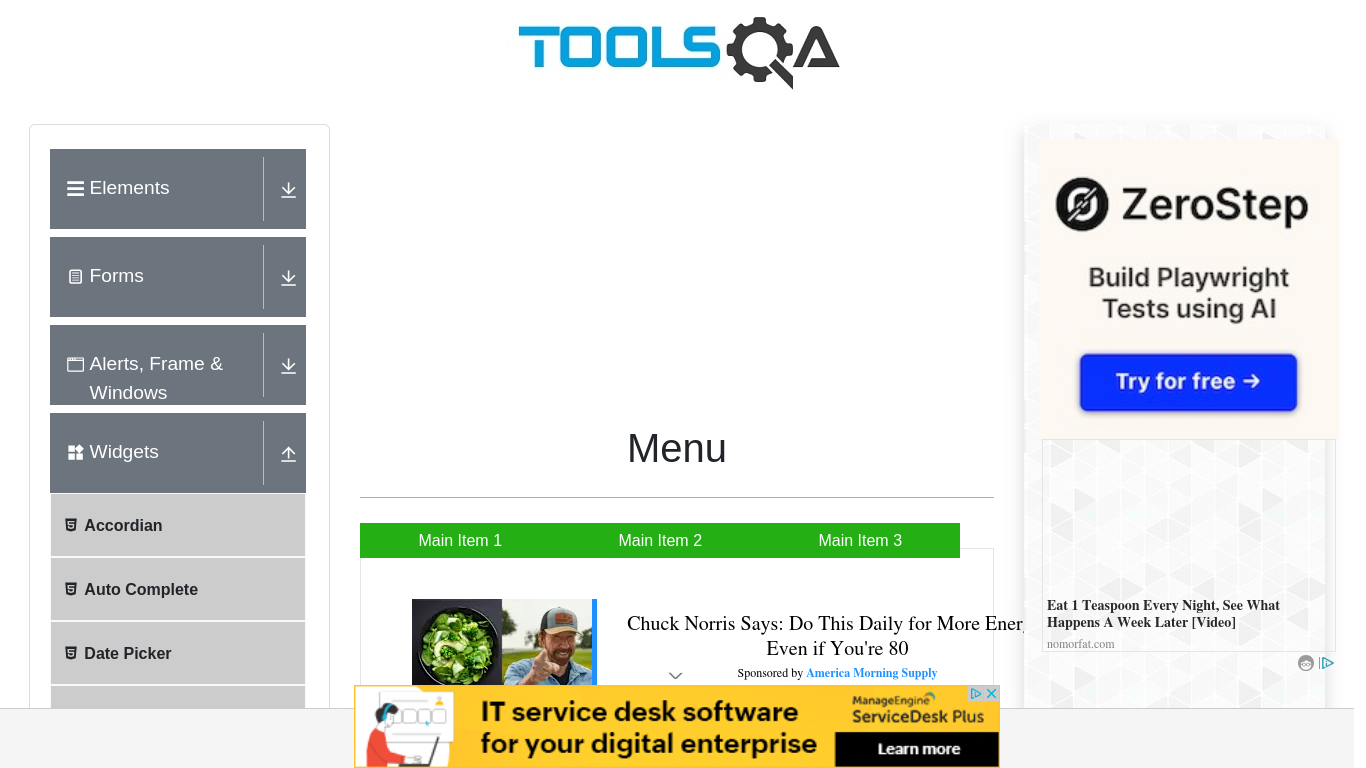 TOOLSQA
Elements
Forms
Alerts, Frame &
Windows
Widgets
Accordian
Auto Complete
Date Picker
Menu
Main Item 1
Main Item 2
Main Item 3
Chuck Norris Says: Do This Daily for More Ener
Even if You're 80
Sponsored by America Morning Supply
ZeroStep
Build Playwright
Tests using AI
Try for free →
Eat 1 Teaspoon Every Night, See What
Happens A Week Later [Video]
nomorfat.com
IT service desk software
for your digital enterprise
ManageEngine
ServiceDesk Plus
Learn more